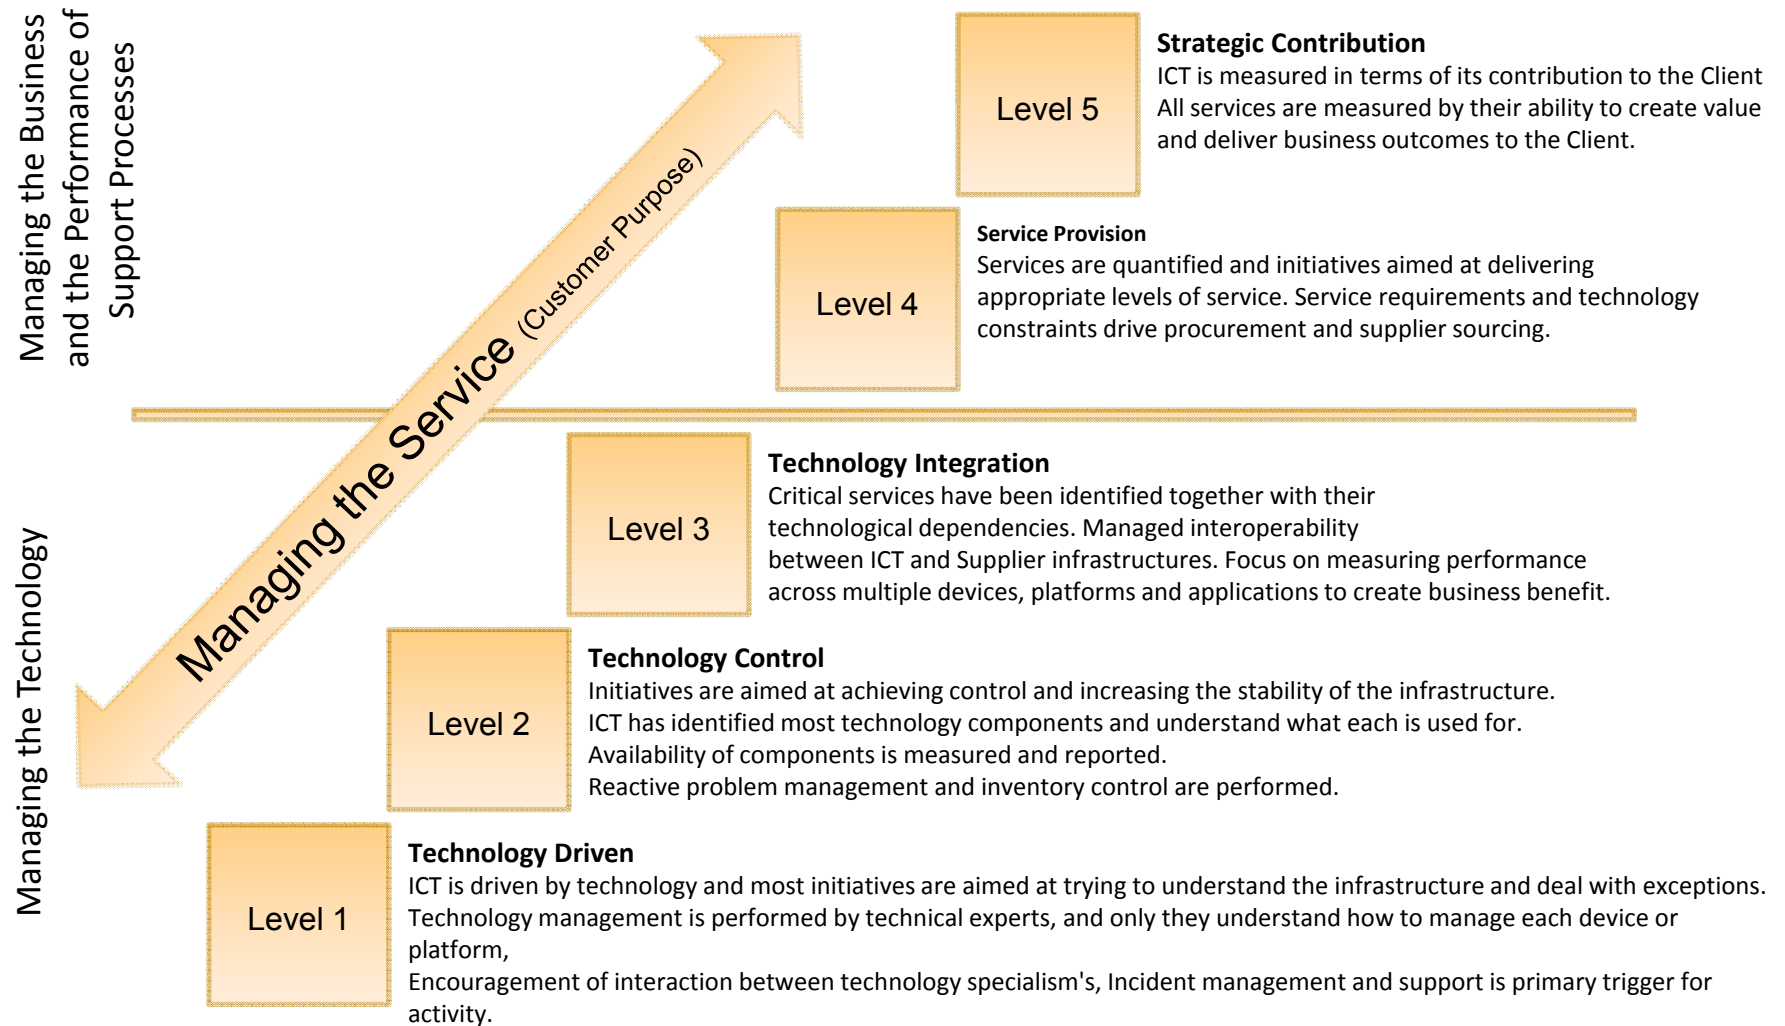 Managing the Business
and the Performance of
Support Processes
Managing the Technology
Managing the Service (Customer Purpose)
Level 5
Strategic Contribution
ICT is measured in terms of its contribution to the Client
All services are measured by their ability to create value
and deliver business outcomes to the Client.
Level 4
Service Provision
Services are quantified and initiatives aimed at delivering
appropriate levels of service. Service requirements and technology
constraints drive procurement and supplier sourcing.
Level 3
Technology Integration
Critical services have been identified together with their
technological dependencies. Managed interoperability
between ICT and Supplier infrastructures. Focus on measuring performance
across multiple devices, platforms and applications to create business benefit.
Level 2
Technology Control
Initiatives are aimed at achieving control and increasing the stability of the infrastructure.
ICT has identified most technology components and understand what each is used for.
Availability of components is measured and reported.
Reactive problem management and inventory control are performed.
Level 1
Technology Driven
ICT is driven by technology and most initiatives are aimed at trying to understand the infrastructure and deal with exceptions.
Technology management is performed by technical experts, and only they understand how to manage each device or
platform,
Encouragement of interaction between technology specialism's, Incident management and support is primary trigger for
activity.